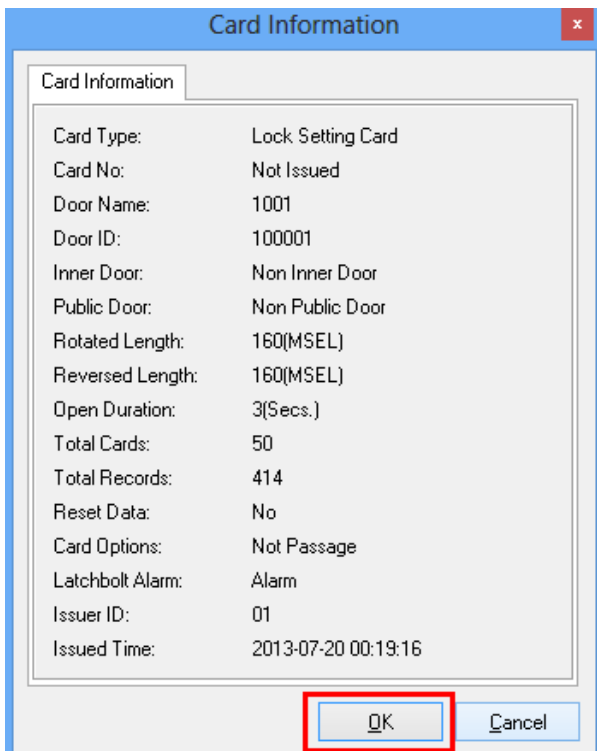 Card Information
x
Card Information
Card Type: Lock Setting Card
Card No: Not Issued
Door Name: 1001
Door ID: 100001
Inner Door: Non Inner Door
Public Door: Non Public Door
Rotated Length: 160(MSEL)
Reversed Length: 160(MSEL)
Open Duration: 3(Secs.)
Total Cards: 50
Total Records: 414
Reset Data: No
Card Options: Not Passage
Latchbolt Alarm: Alarm
Issuer ID: 01
Issued Time: 2013-07-20 00:19:16
OK Cancel